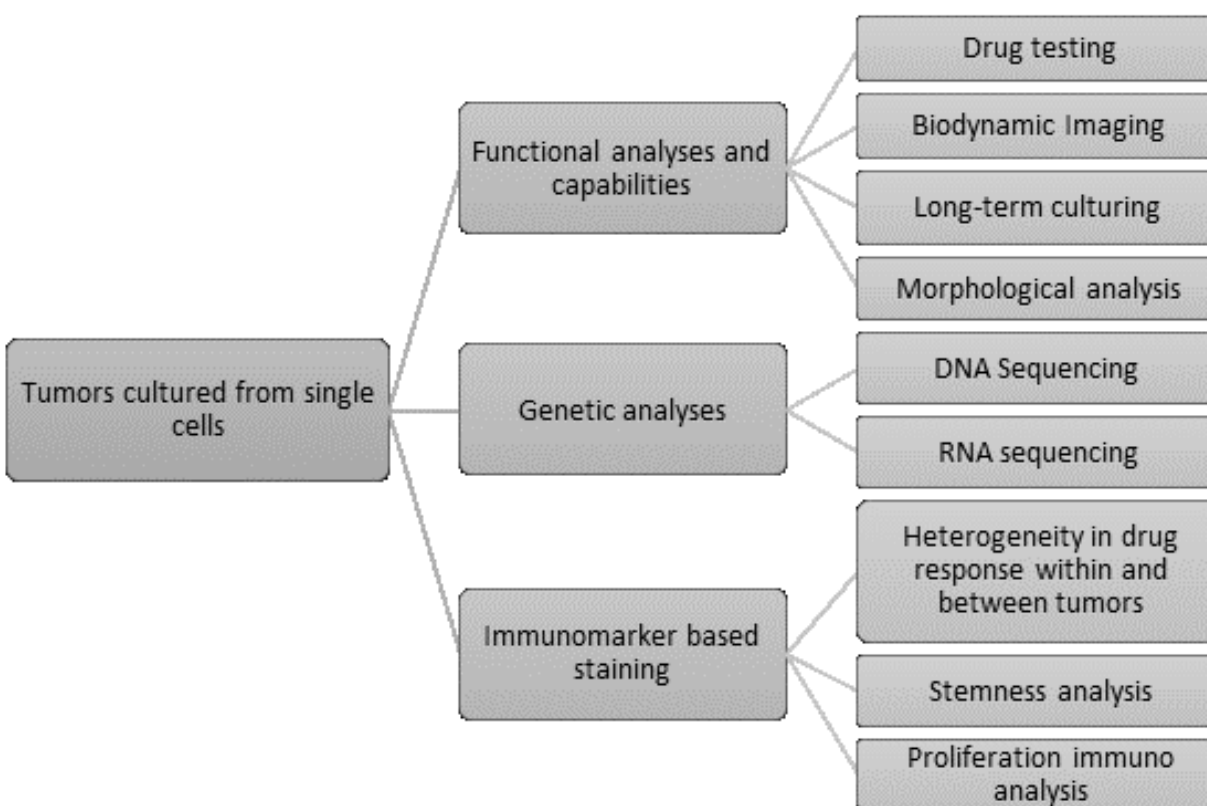 Drug testing
Biodynamic Imaging
Functional analyses and
capabilities
Long-term culturing
Morphological analysis
Tumors cultured from single
cells
DNA Sequencing
Genetic analyses
RNA sequencing
Heterogeneity in drug
response within and
between tumors
Immunomarker based
staining
Stemness analysis
Proliferation immuno
analysis